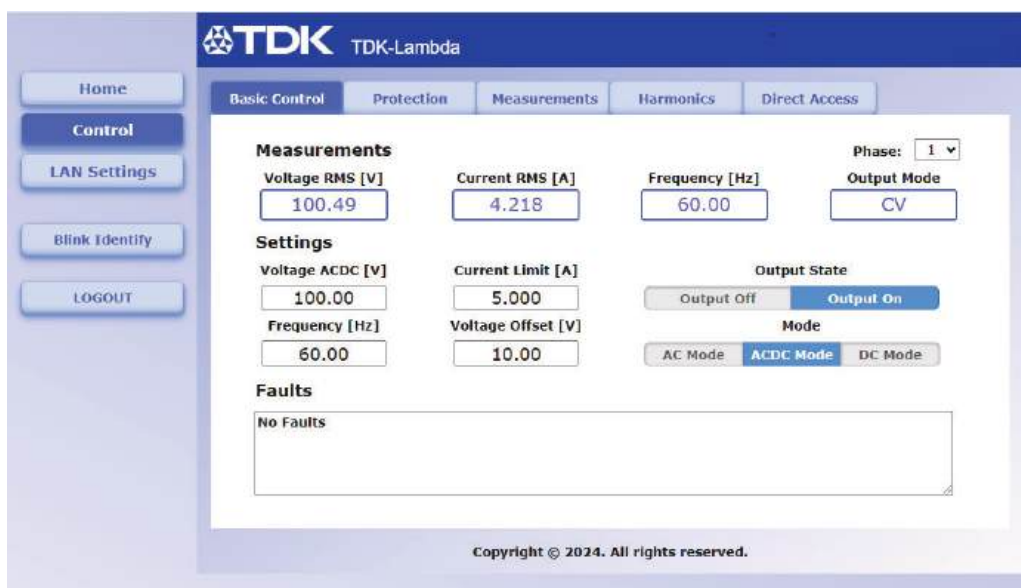 TDK TDK-Lambda
Home
Control
LAN Settings
Blink Identify
LOGOUT
Basic Control Protection Measurements Harmonics Direct Access
Measurements Phase: 1
Voltage RMS [V] Current RMS [A] Frequency [Hz] Output Mode
100.49 4.218 60.00 CV
Settings
Voltage ACDC [V] Current Limit [A] Output State
100.00 5.000 Output Off Output On
Frequency [Hz] Voltage Offset [V] Mode
60.00 10.00 AC Mode ACDC Mode DC Mode
Faults
No Faults
Copyright © 2024. All rights reserved.